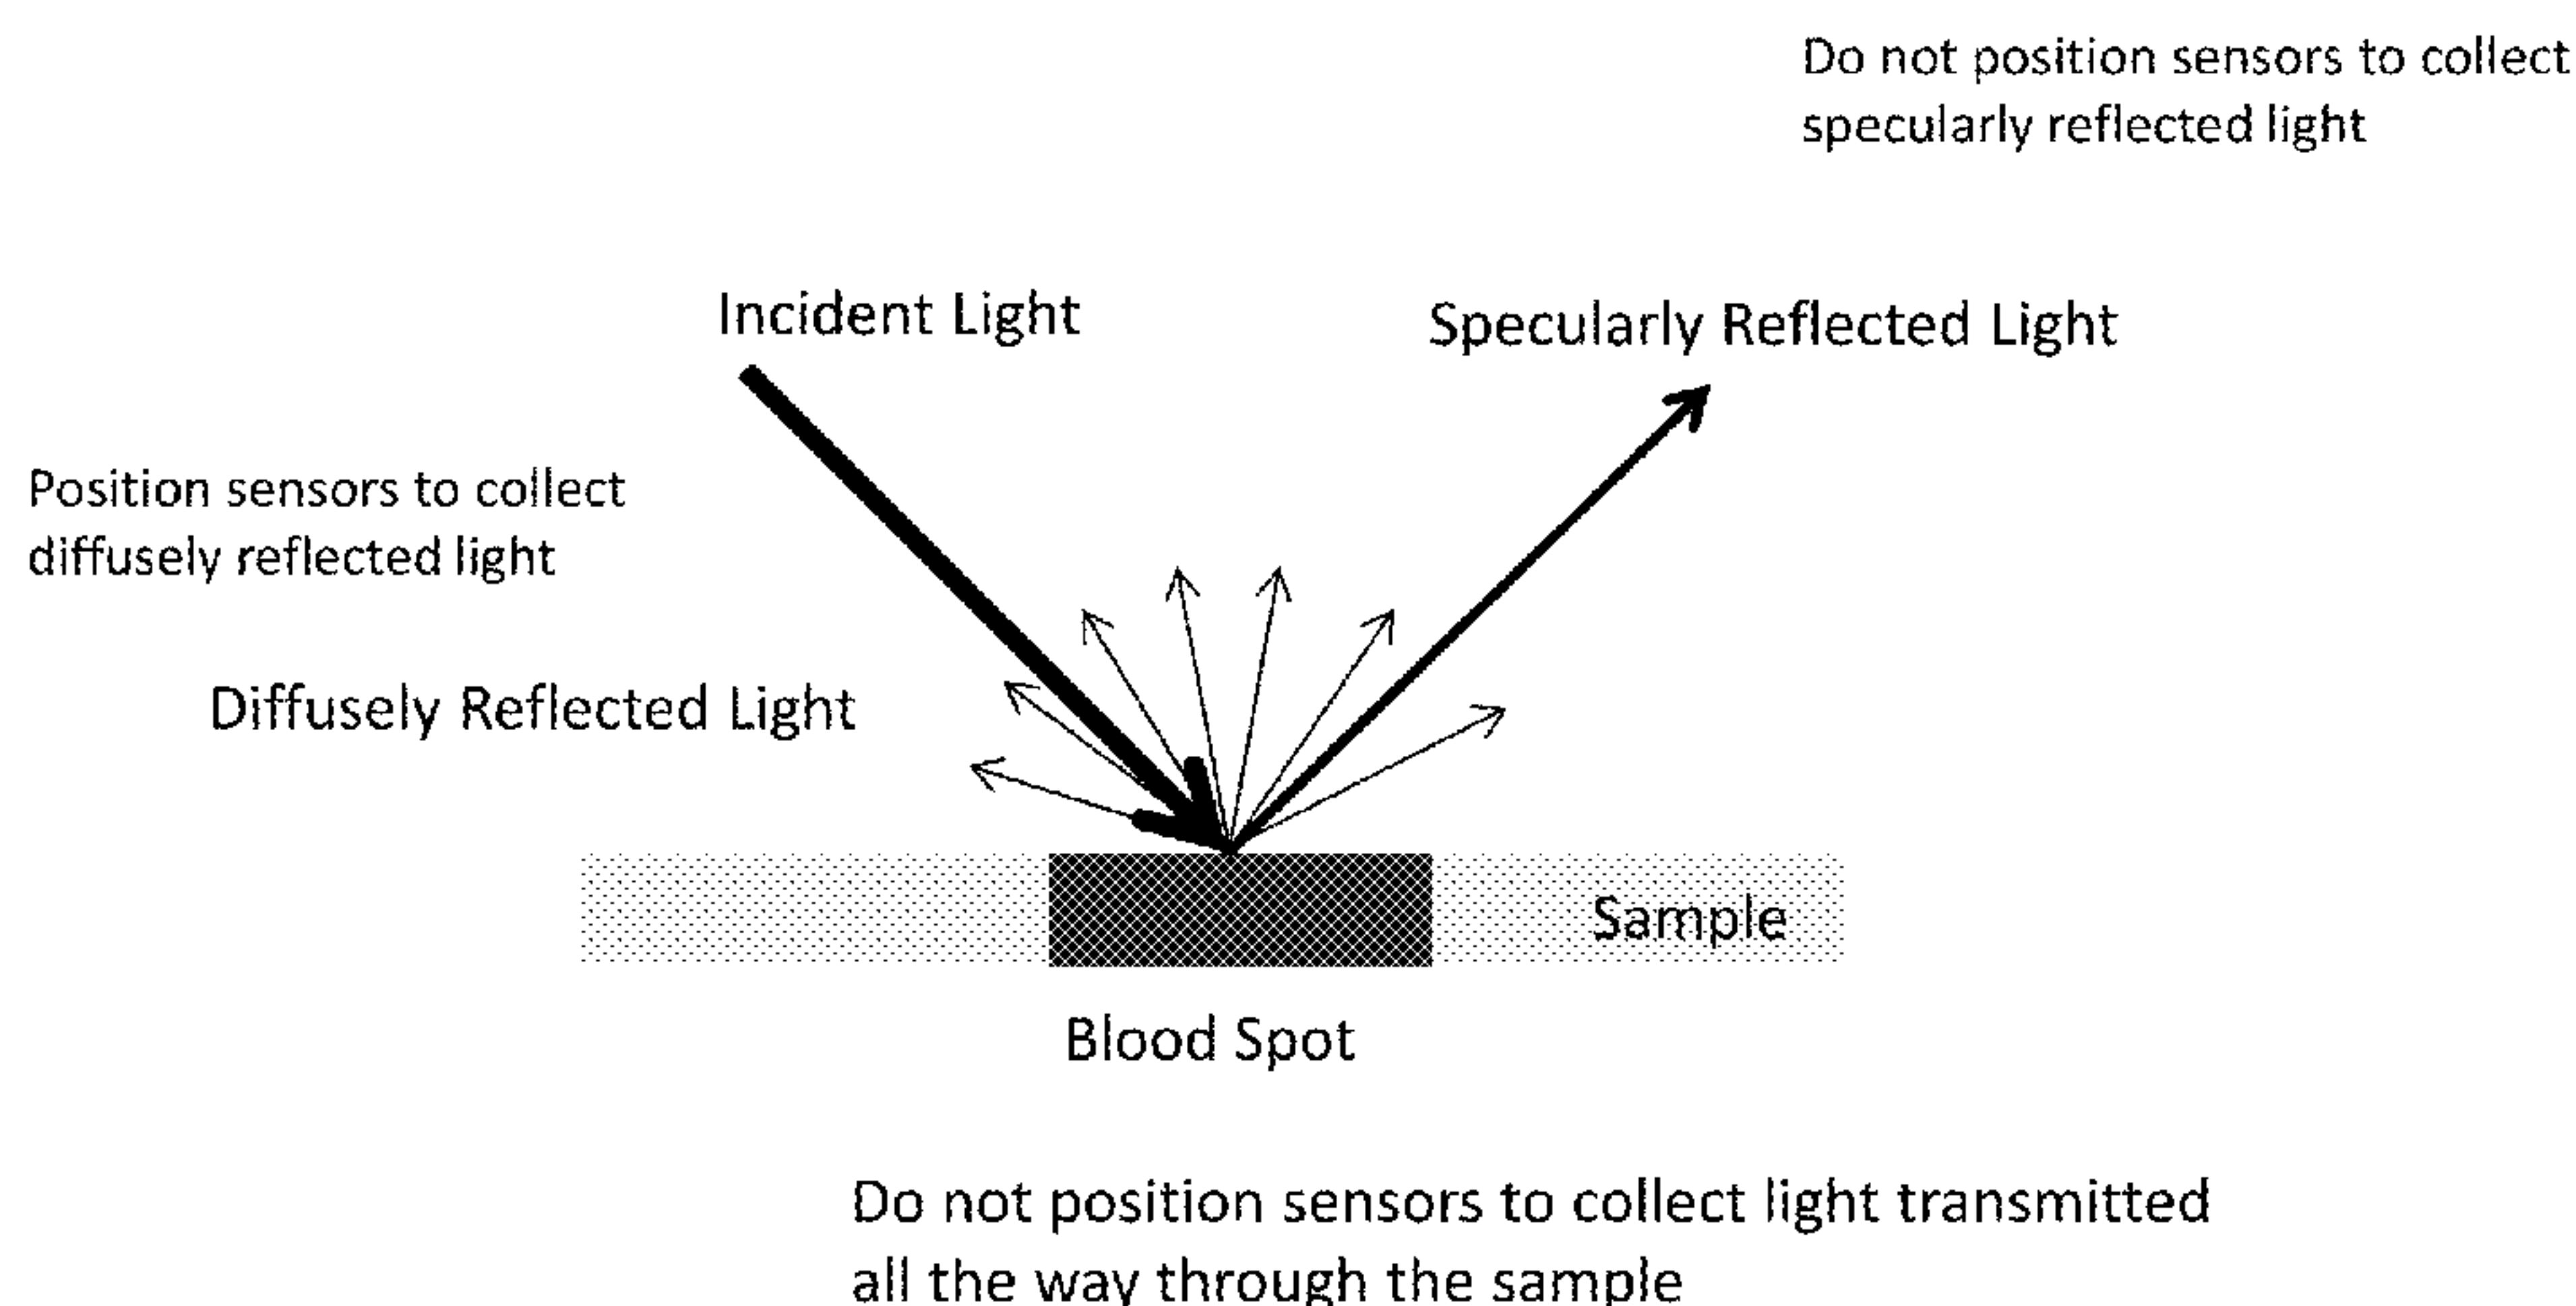 Do not position sensors to collect
specularly reflected light
Incident Light
Specularly Reflected Light
Position sensors to collect
diffusely reflected light
Diffusely Reflected Light
Sample
Blood Spot
Do not position sensors to collect light transmitted
all the way through the sample